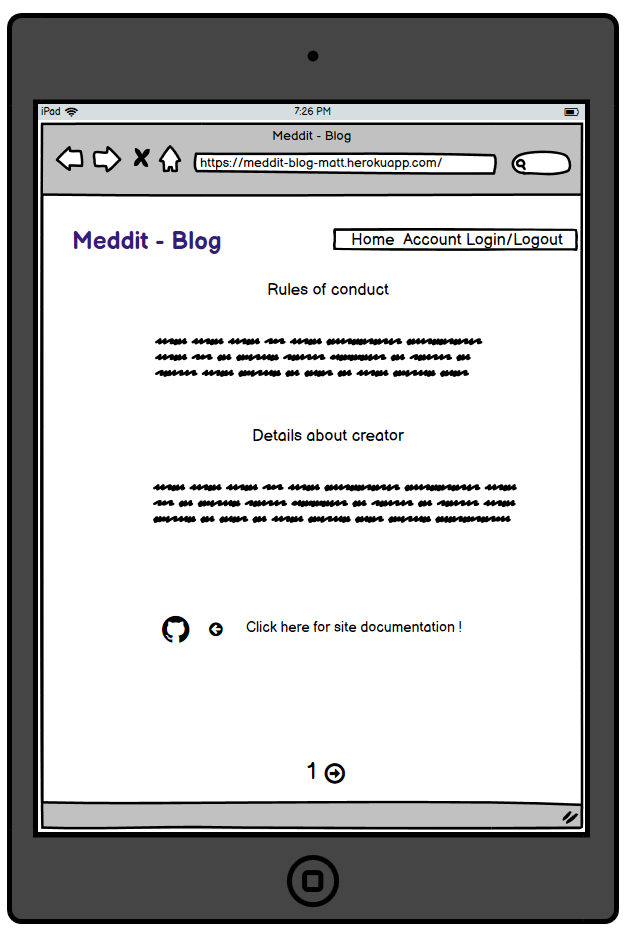 iPad 7:26 PM
Meddit - Blog
https://meddit-blog-matt.herokuapp.com/
Meddit - Blog
Home Account Login/Logout
Rules of conduct
Details about creator
Click here for site documentation !
1